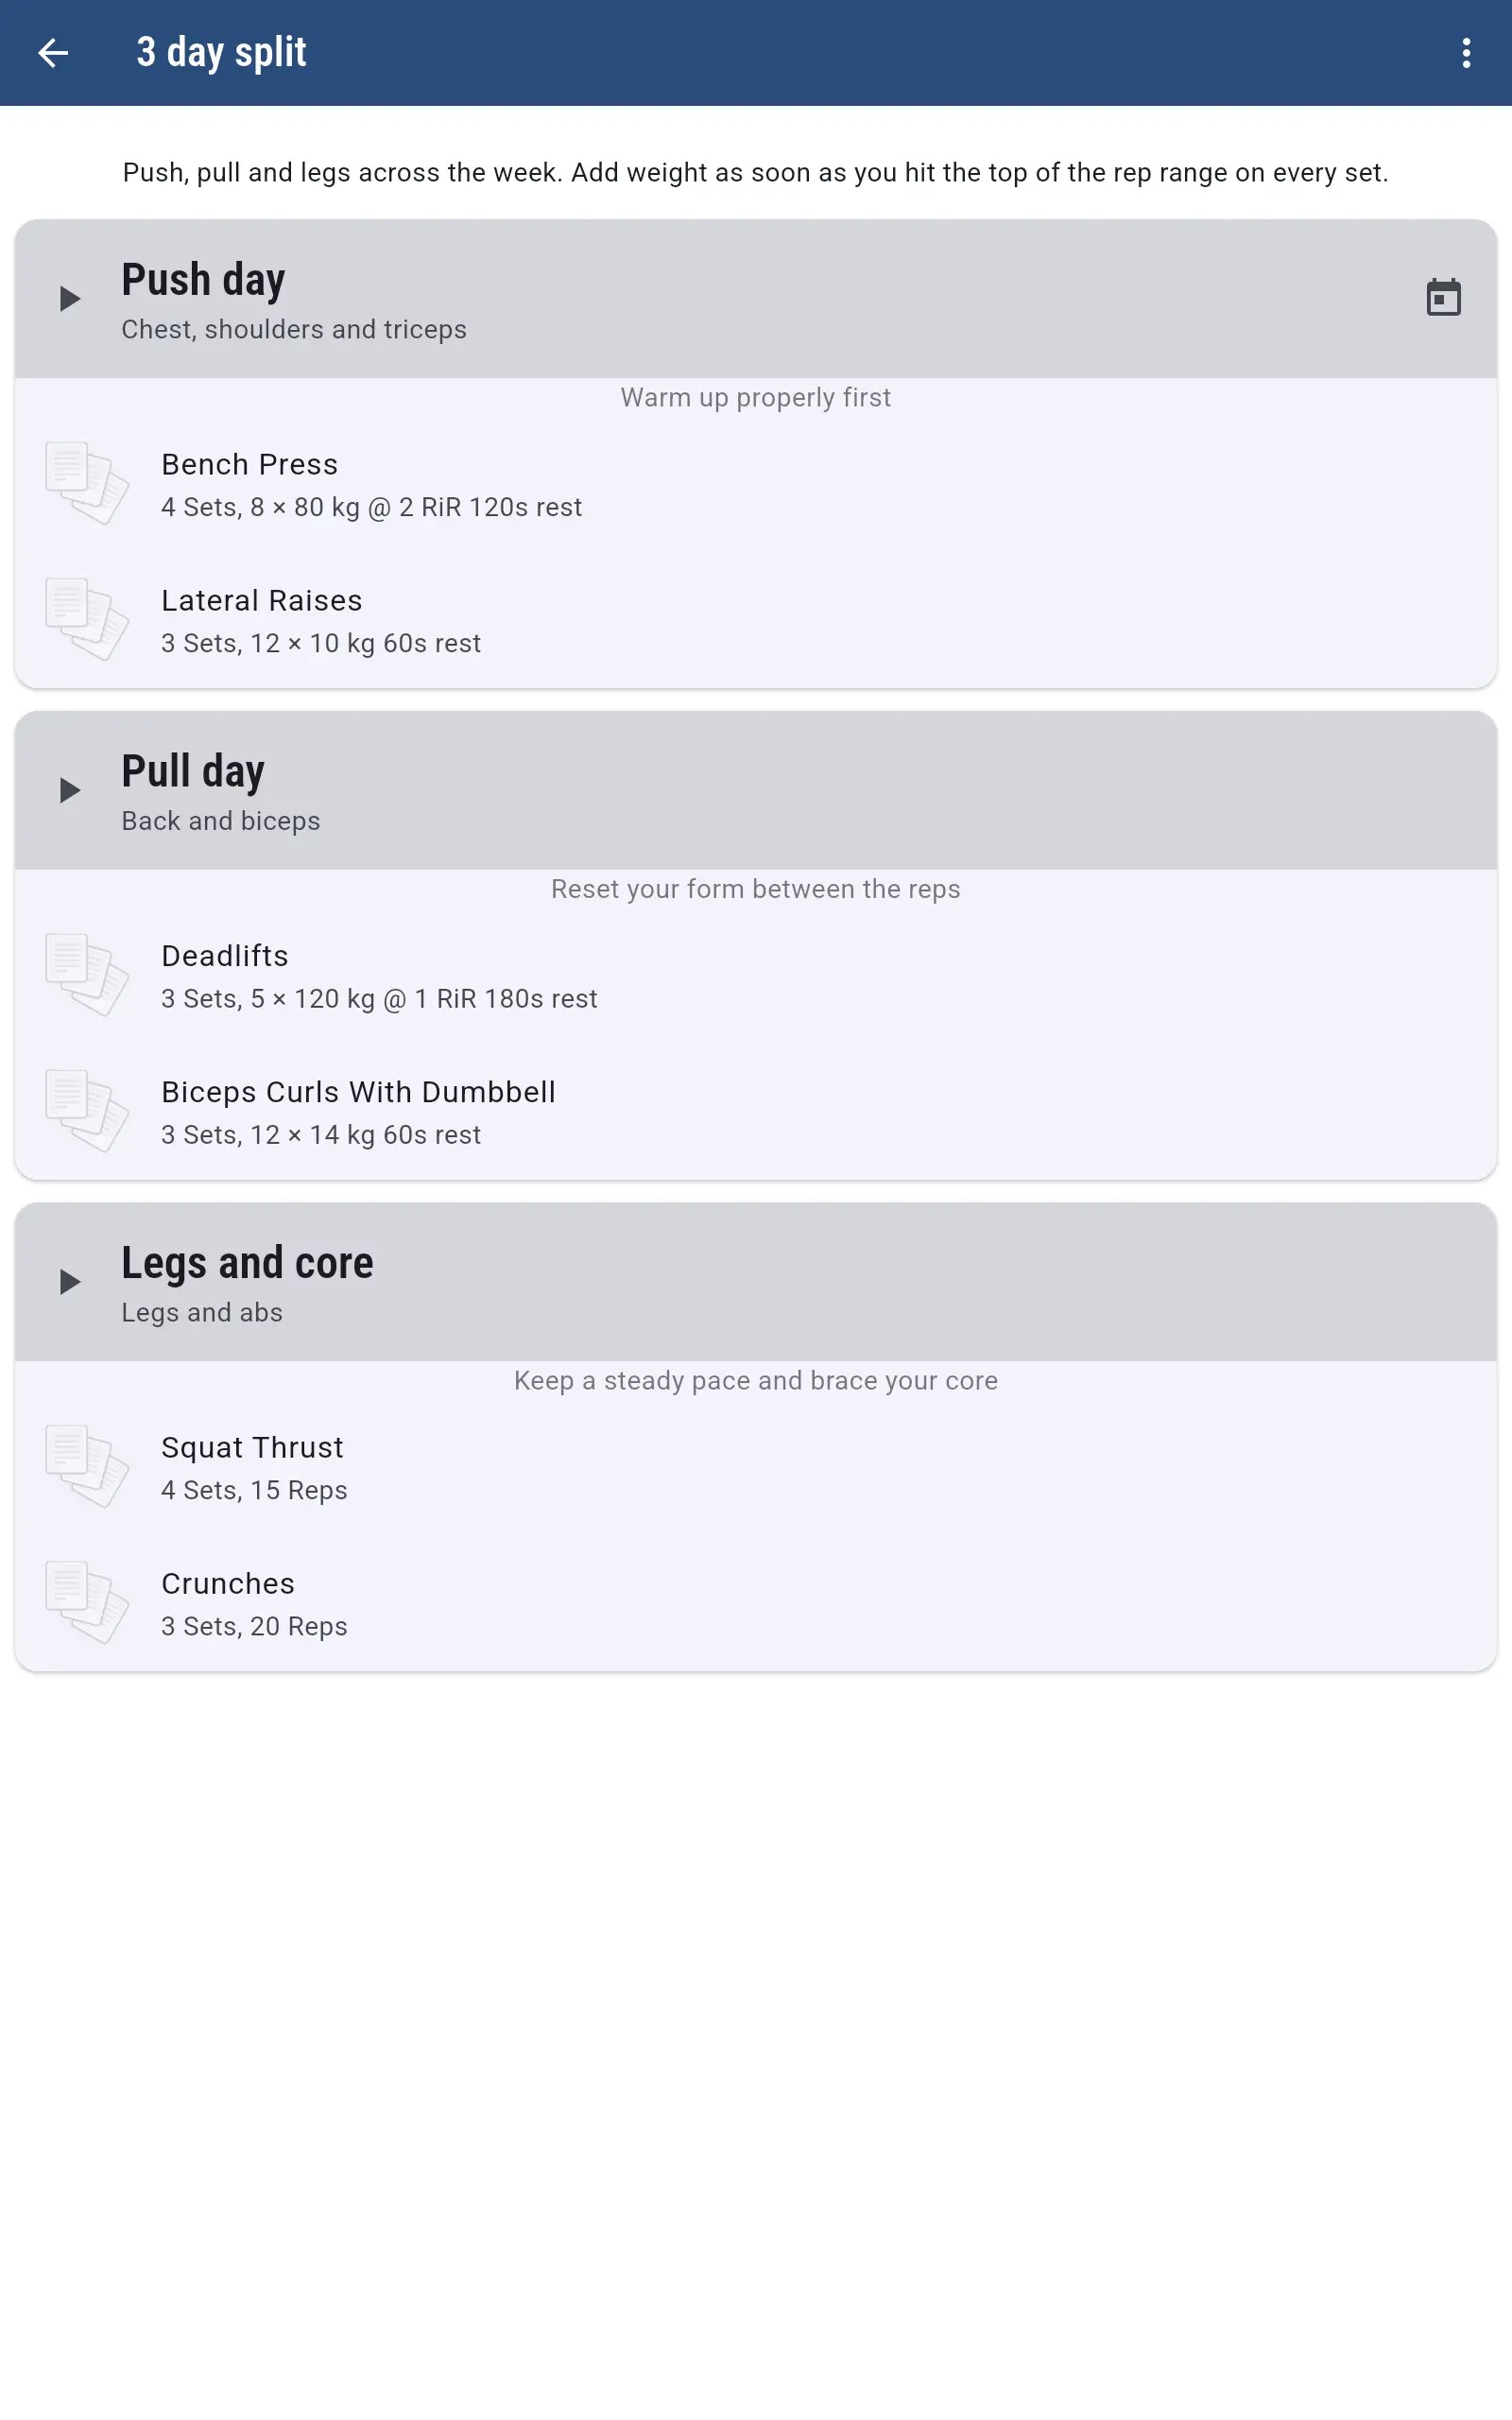 3 day split
Push, pull and legs across the week. Add weight as soon as you hit the top of the rep range on every set.
Push day
Chest, shoulders and triceps
Warm up properly first
Bench Press
4 Sets, 8 × 80 kg @ 2 RiR 120s rest
Lateral Raises
3 Sets, 12 × 10 kg 60s rest
Pull day
Back and biceps
Reset your form between the reps
Deadlifts
3 Sets, 5 × 120 kg @ 1 RiR 180s rest
Biceps Curls With Dumbbell
3 Sets, 12 × 14 kg 60s rest
Legs and core
Legs and abs
Keep a steady pace and brace your core
Squat Thrust
4 Sets, 15 Reps
Crunches
3 Sets, 20 Reps